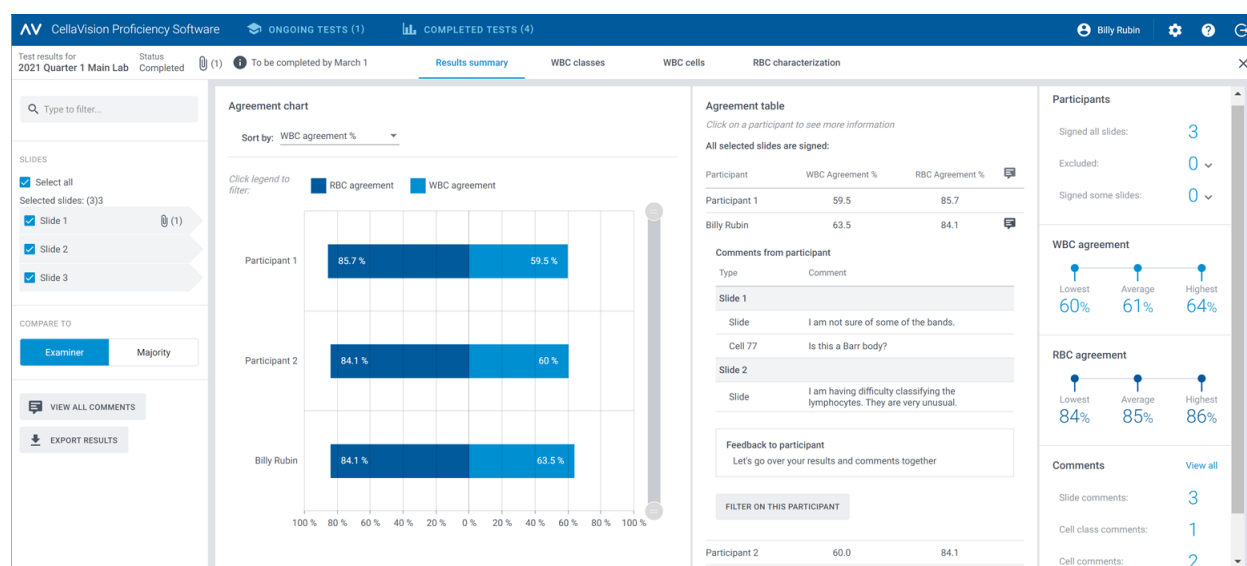 CellaVision Proficiency Software
ONGOING TESTS (1)
COMPLETED TESTS (4)
Billy Rubin
Test results for
2021 Quarter 1 Main Lab
Status
Completed
(1)
To be completed by March 1
Results summary
WBC classes
WBC cells
RBC characterization
Type to filter...
SLIDES
Select all
Selected slides: (3)3
Slide 1 (1)
Slide 2
Slide 3
COMPARE TO
Examiner Majority
VIEW ALL COMMENTS
EXPORT RESULTS
Agreement chart
Sort by: WBC agreement %
Click legend to
filter:
RBC agreement WBC agreement
Participant 1 85.7 % 59.5 %
Participant 2 84.1 % 60 %
Billy Rubin 84.1 % 63.5 %
100 % 80 % 60 % 40 % 20 % 0 % 20 % 40 % 60 % 80 % 100 %
Agreement table
Click on a participant to see more information
All selected slides are signed:
Participant WBC Agreement % RBC Agreement %
Participant 1 59.5 85.7
Billy Rubin 63.5 84.1
Comments from participant
Type Comment
Slide 1
Slide I am not sure of some of the bands.
Cell 77 Is this a Barr body?
Slide 2
Slide I am having difficulty classifying the
lymphocytes. They are very unusual.
Feedback to participant
Let's go over your results and comments together
FILTER ON THIS PARTICIPANT
Participant 2 60.0 84.1
Participants
Signed all slides: 3
Excluded: 0
Signed some slides: 0
WBC agreement
Lowest Average Highest
60% 61% 64%
RBC agreement
Lowest Average Highest
84% 85% 86%
Comments View all
Slide comments: 3
Cell class comments: 1
Cell comments: 2